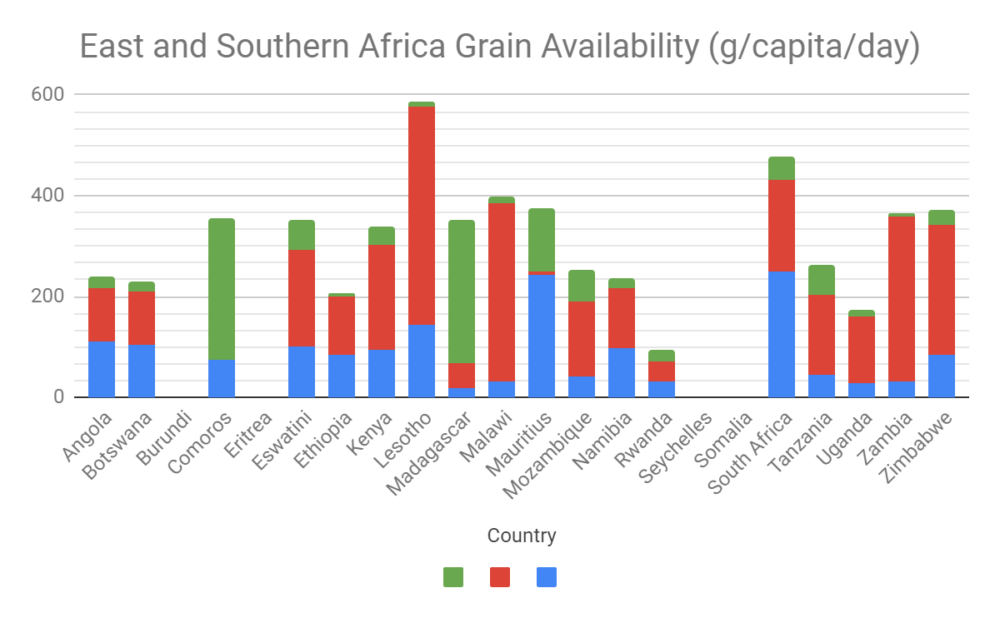 East and Southern Africa Grain Availability (g/capita/day)
600
400
200
0
Angola
Botswana
Burundi
Comoros
Eritrea
Eswatini
Ethiopia
Kenya
Lesotho
Madagascar
Malawi
Mauritius
Mozambique
Namibia
Rwanda
Seychelles
Somalia
South Africa
Tanzania
Uganda
Zambia
Zimbabwe
Country